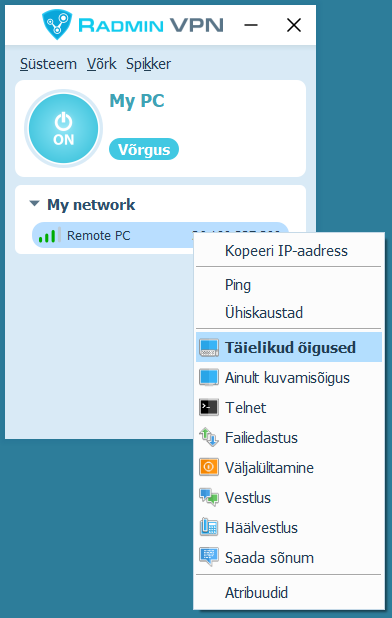 RADMIN VPN
Süsteem Võrk Spikker
My PC
ON
Võrgus
My network
Remote PC
Kopeeri IP-aadress
Ping
Ühiskaustad
Täielikud õigused
Ainult kuvamisõigus
Telnet
Failiedastus
Väljalülitamine
Vestlus
Häälvestlus
Saada sõnum
Atribuudid